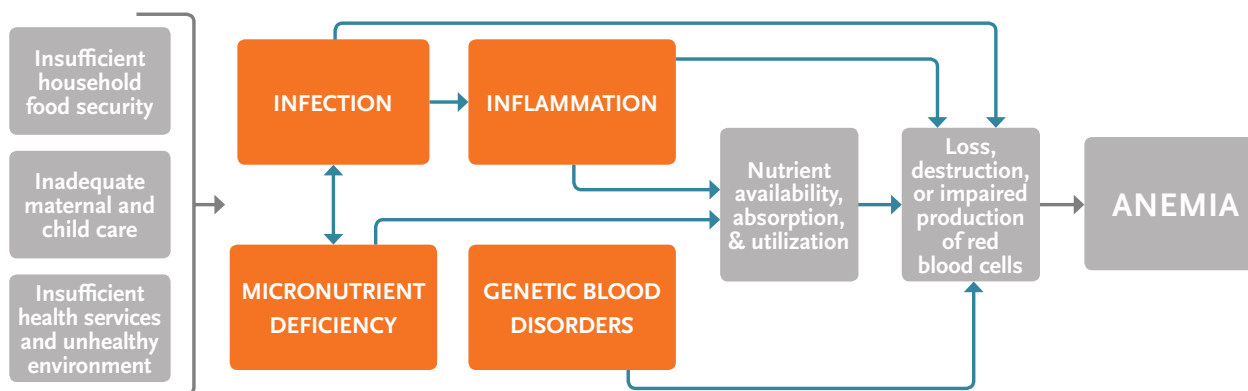 Insufficient
household
food security
Inadequate
maternal and
child care
Insufficient
health services
and unhealthy
environment
INFECTION
INFLAMMATION
MICRONUTRIENT
DEFICIENCY
GENETIC BLOOD
DISORDERS
Nutrient
availability,
absorption,
& utilization
Loss,
destruction,
or impaired
production
of red
blood cells
ANEMIA